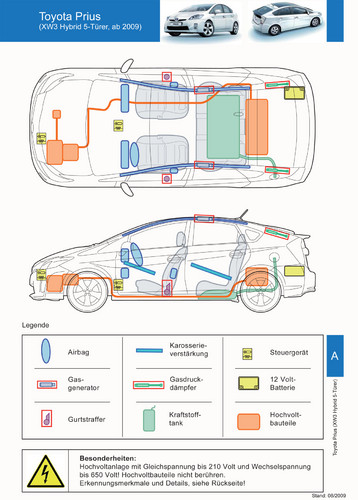 Toyota Prius
(XW3 Hybrid 5-Türer, ab 2009)
Legende
Airbag
Karosserie-
verstärkung
Steuergerät
Gas-
generator
Gasdruck-
dämpfer
12 Volt-
Batterie
Gurtstraffer
Kraftstoff-
tank
Hochvolt-
bauteile
A
Toyota Prius (XW3 Hybrid 5-Türer)
Besonderheiten:
Hochvoltanlage mit Gleichspannung bis 210 Volt und Wechselspannung
bis 650 Volt! Hochvoltbauteile nicht berühren.
Erkennungsmerkmale und Details, siehe Rückseite!
Stand: 06/2009